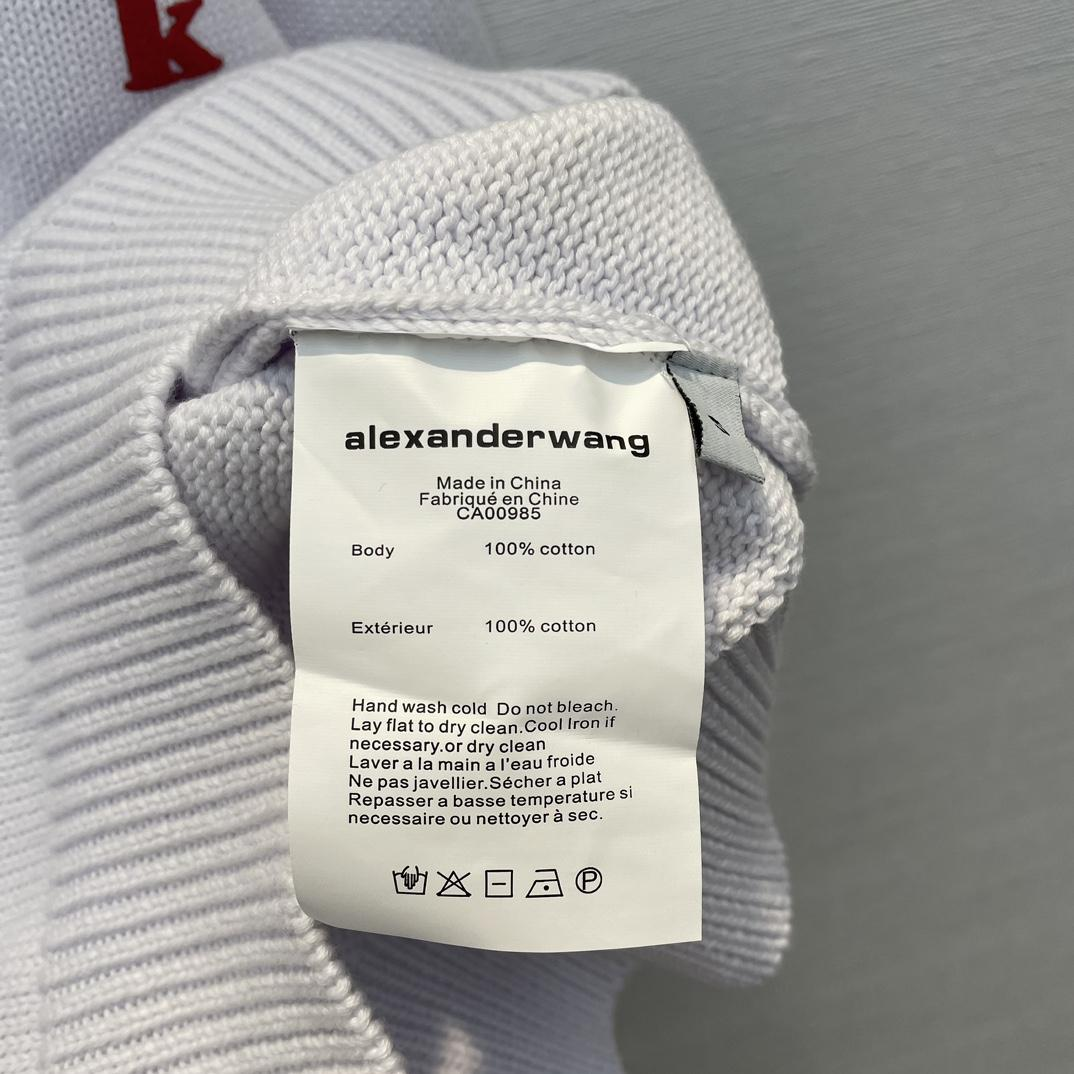 k
alexanderwang
Made in China
Fabriqué en Chine
CA00985
Body 100% cotton
Extérieur 100% cotton
Hand wash cold Do not bleach.
Lay flat to dry clean.Cool Iron if
necessary.or dry clean
Laver a la main a l'eau froide
Ne pas javellier.Sécher a plat
Repasser a basse temperature si
necessaire ou nettoyer à sec.
P